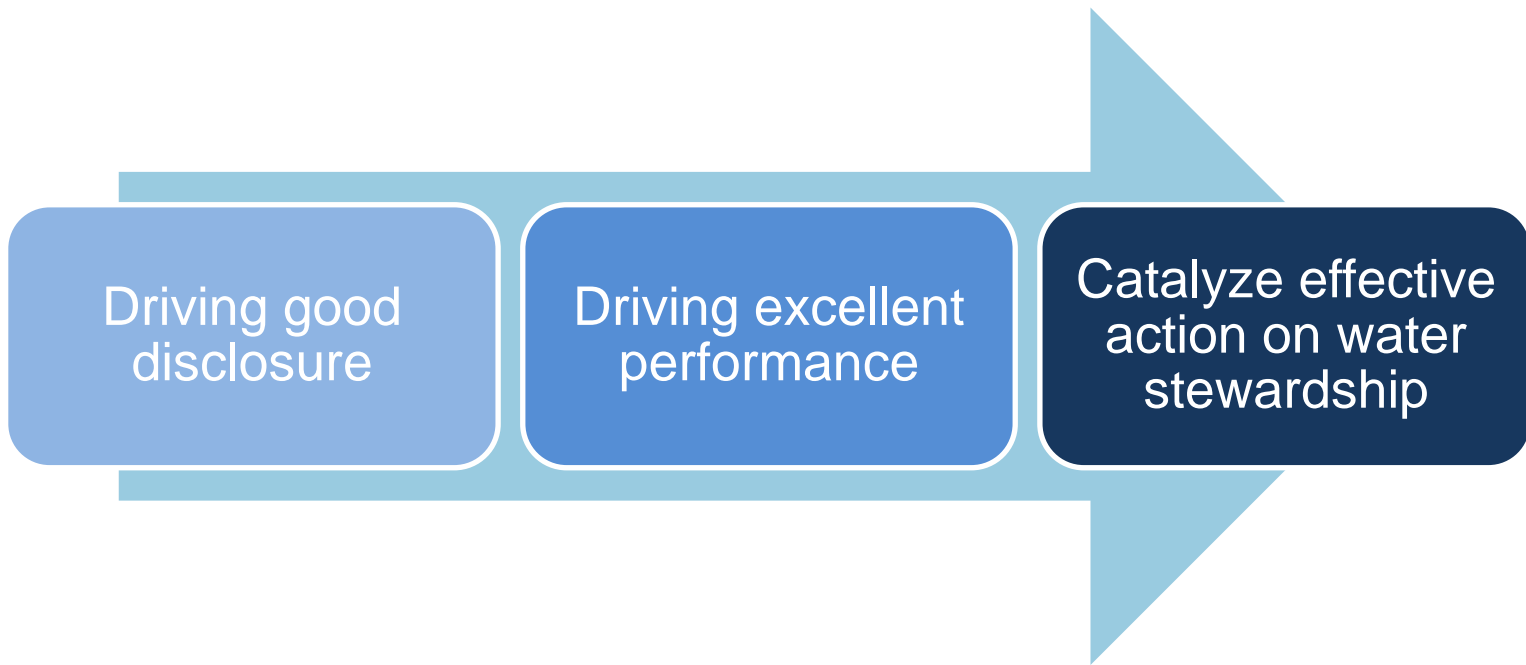 Driving good
disclosure
Driving excellent
performance
Catalyze effective
action on water
stewardship